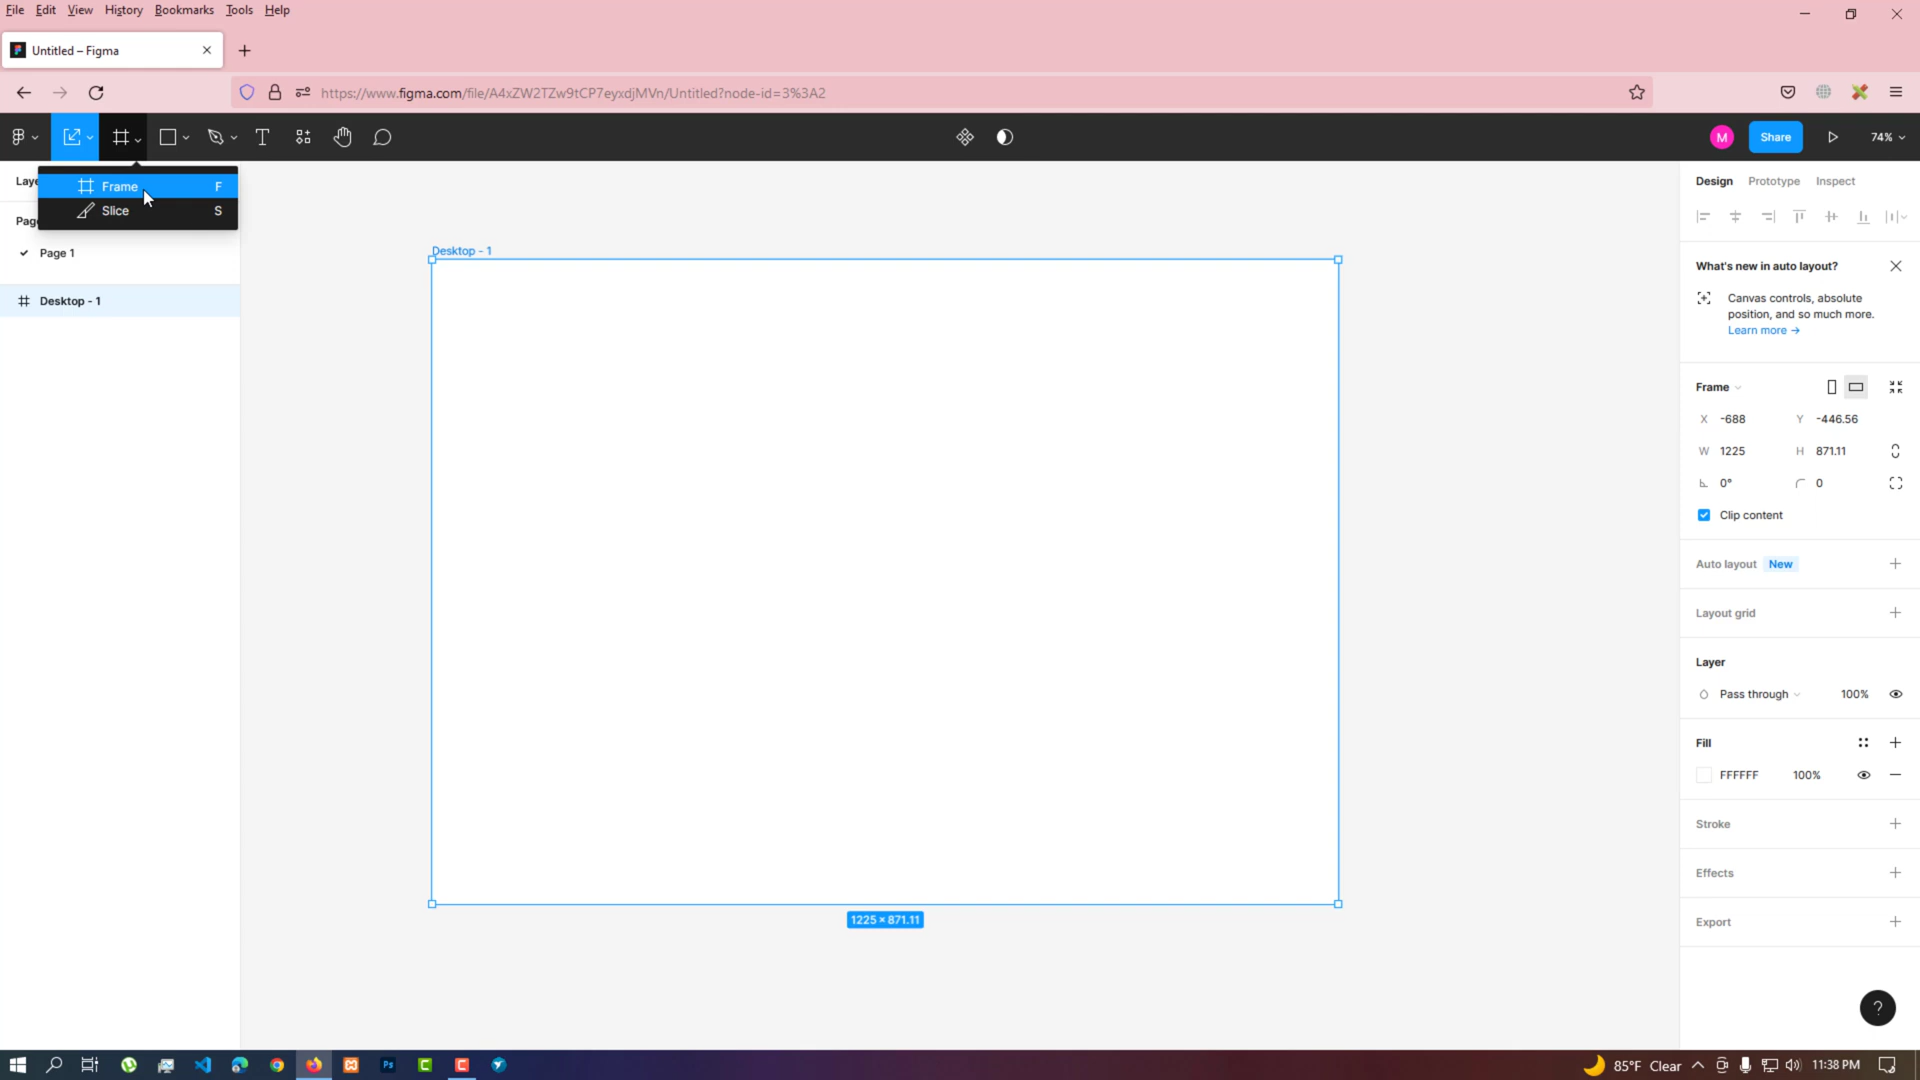 File Edit View History Bookmarks Tools Help
Untitled – Figma
https://www.figma.com/file/A4xZW2TZw9tCP7eyxdjMVn/Untitled?node-id=3%3A2
M
Share
74%
Frame F
Slice S
Page 1
Desktop - 1
Desktop - 1
1225 × 871.11
Design Prototype Inspect
What's new in auto layout?
Canvas controls, absolute
position, and so much more.
Learn more →
Frame
X -688 Y -446.56
W 1225 H 871.11
0° 0
Clip content
Auto layout New
Layout grid
Layer
Pass through 100%
Fill
FFFFFF 100%
Stroke
Effects
Export
?
Ps C C
85°F Clear 11:38 PM